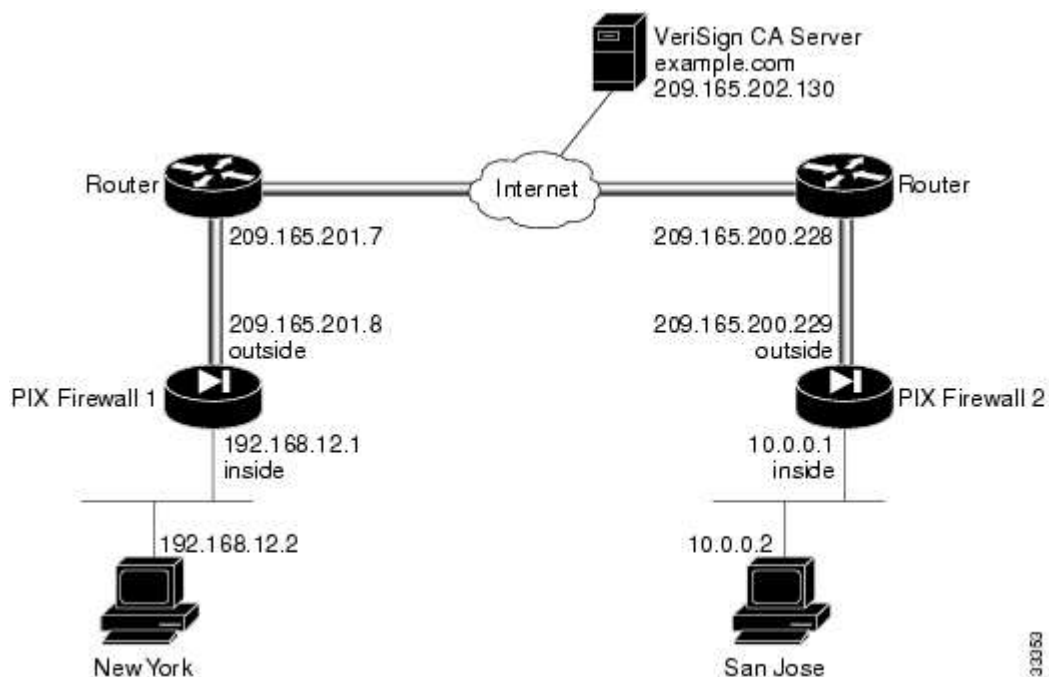 VeriSign CA Server
example.com
209.165.202.130
Router
Internet
Router
209.165.201.7
209.165.200.228
209.165.201.8
outside
209.165.200.229
outside
PIX Firewall 1
PIX Firewall 2
192.168.12.1
inside
10.0.0.1
inside
192.168.12.2
10.0.0.2
New York
San Jose
33353